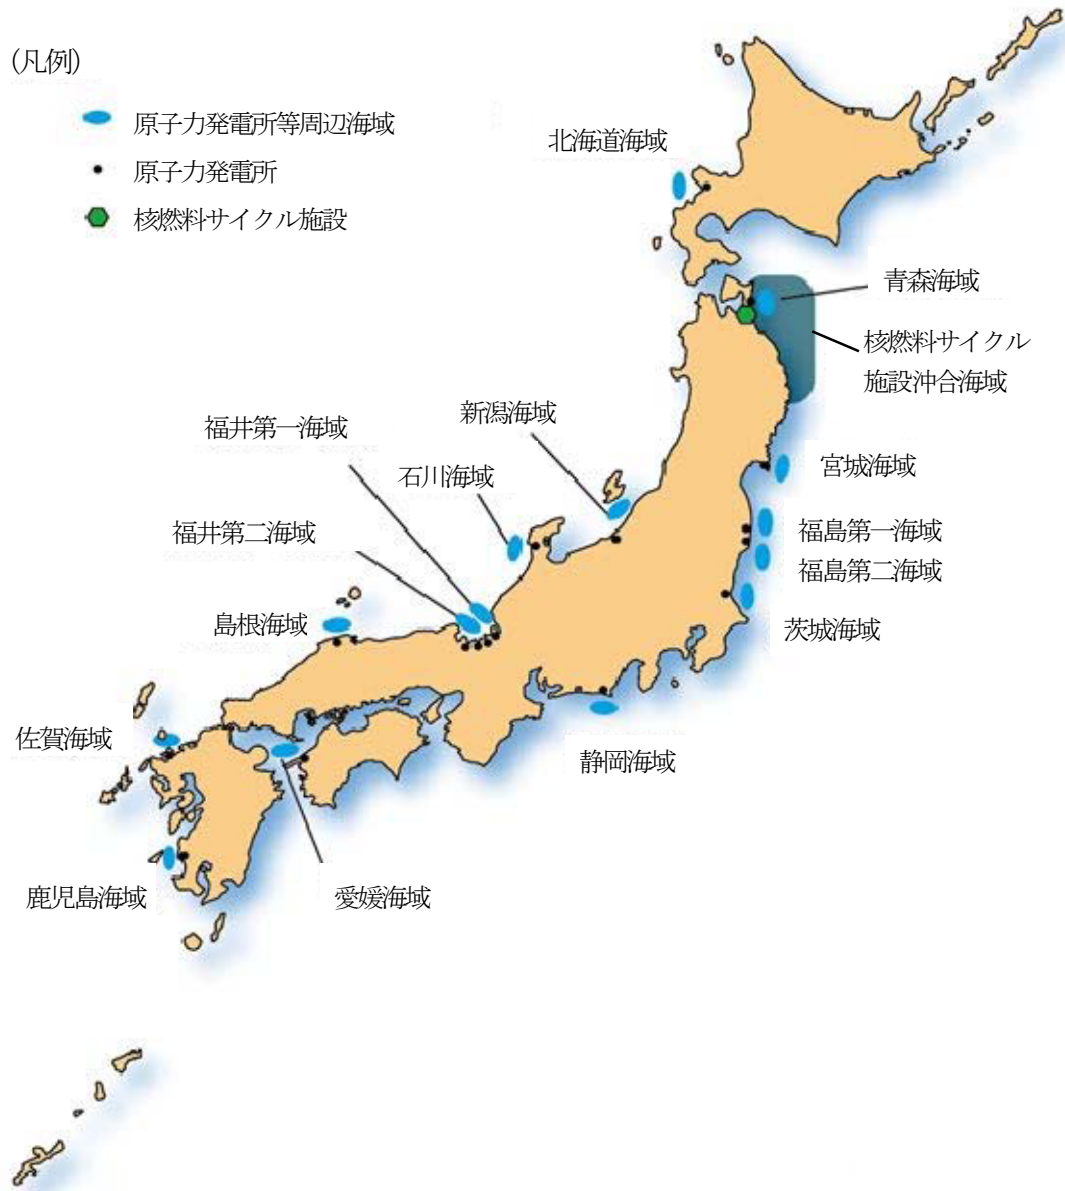 (凡例)
原子力発電所等周辺海域
原子力発電所
核燃料サイクル施設
北海道海域
青森海域
核燃料サイクル
施設沖合海域
新潟海域
福井第一海域
石川海域
宮城海域
福井第二海域
福島第一海域
福島第二海域
島根海域
茨城海域
佐賀海域
静岡海域
鹿児島海域
愛媛海域